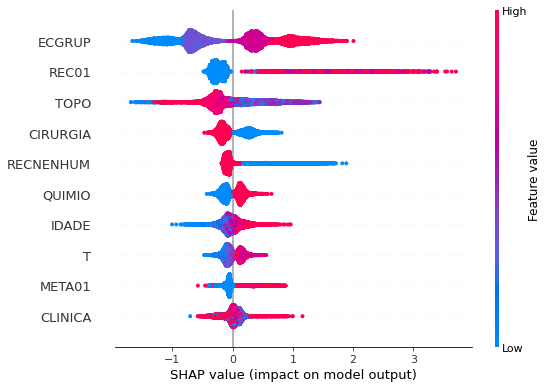 High
ECGRUP
REC01
TOPO
CIRURGIA
RECNENHUM
QUIMIO
IDADE
T
META01
CLINICA
Feature value
Low
−1
0
1
2
3
SHAP value (impact on model output)